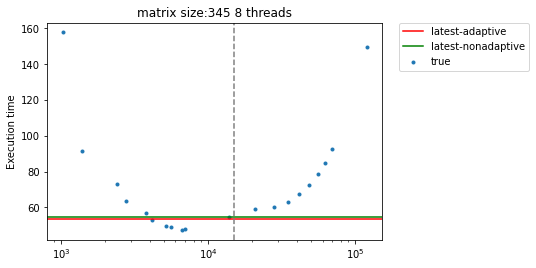 matrix size:345 8 threads
latest-adaptive
latest-nonadaptive
true
Execution time
160
140
120
100
80
60
10³
10⁴
10⁵